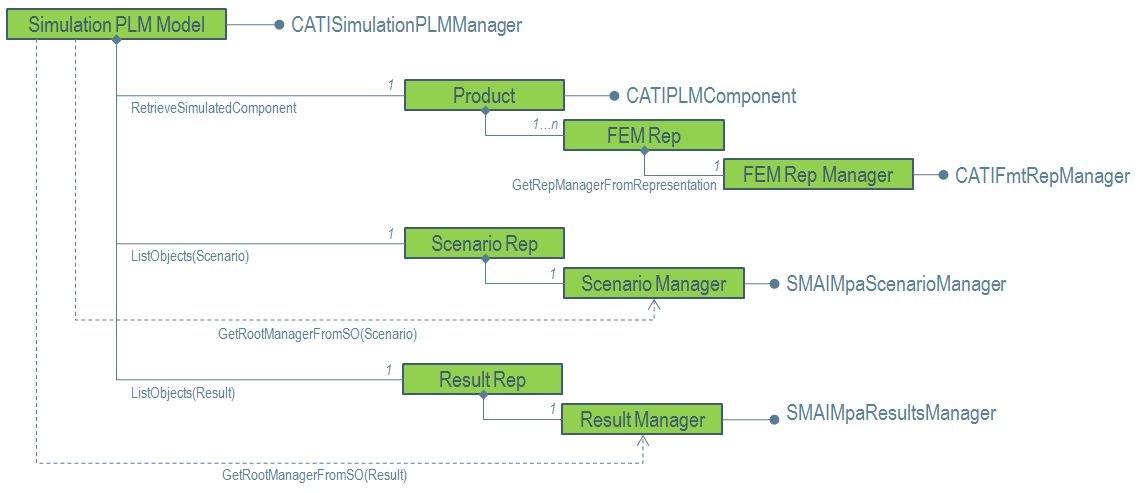 Simulation PLM Model
CATISimulationPLMManager
1
RetrieveSimulatedComponent
Product
CATIPLMComponent
1...n
FEM Rep
1
GetRepManagerFromRepresentation
FEM Rep Manager
CATIFmtRepManager
1
ListObjects(Scenario)
Scenario Rep
1
Scenario Manager
SMAIMpaScenarioManager
GetRootManagerFromSO(Scenario)
1
ListObjects(Result)
Result Rep
1
Result Manager
SMAIMpaResultsManager
GetRootManagerFromSO(Result)